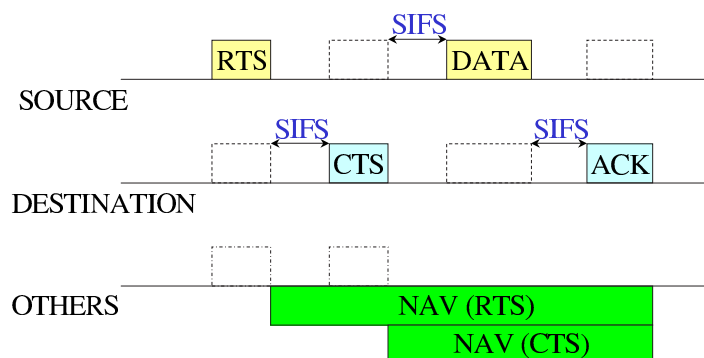 SIFS
RTS DATA
SOURCE
SIFS SIFS
CTS ACK
DESTINATION
OTHERS NAV (RTS)
NAV (CTS)